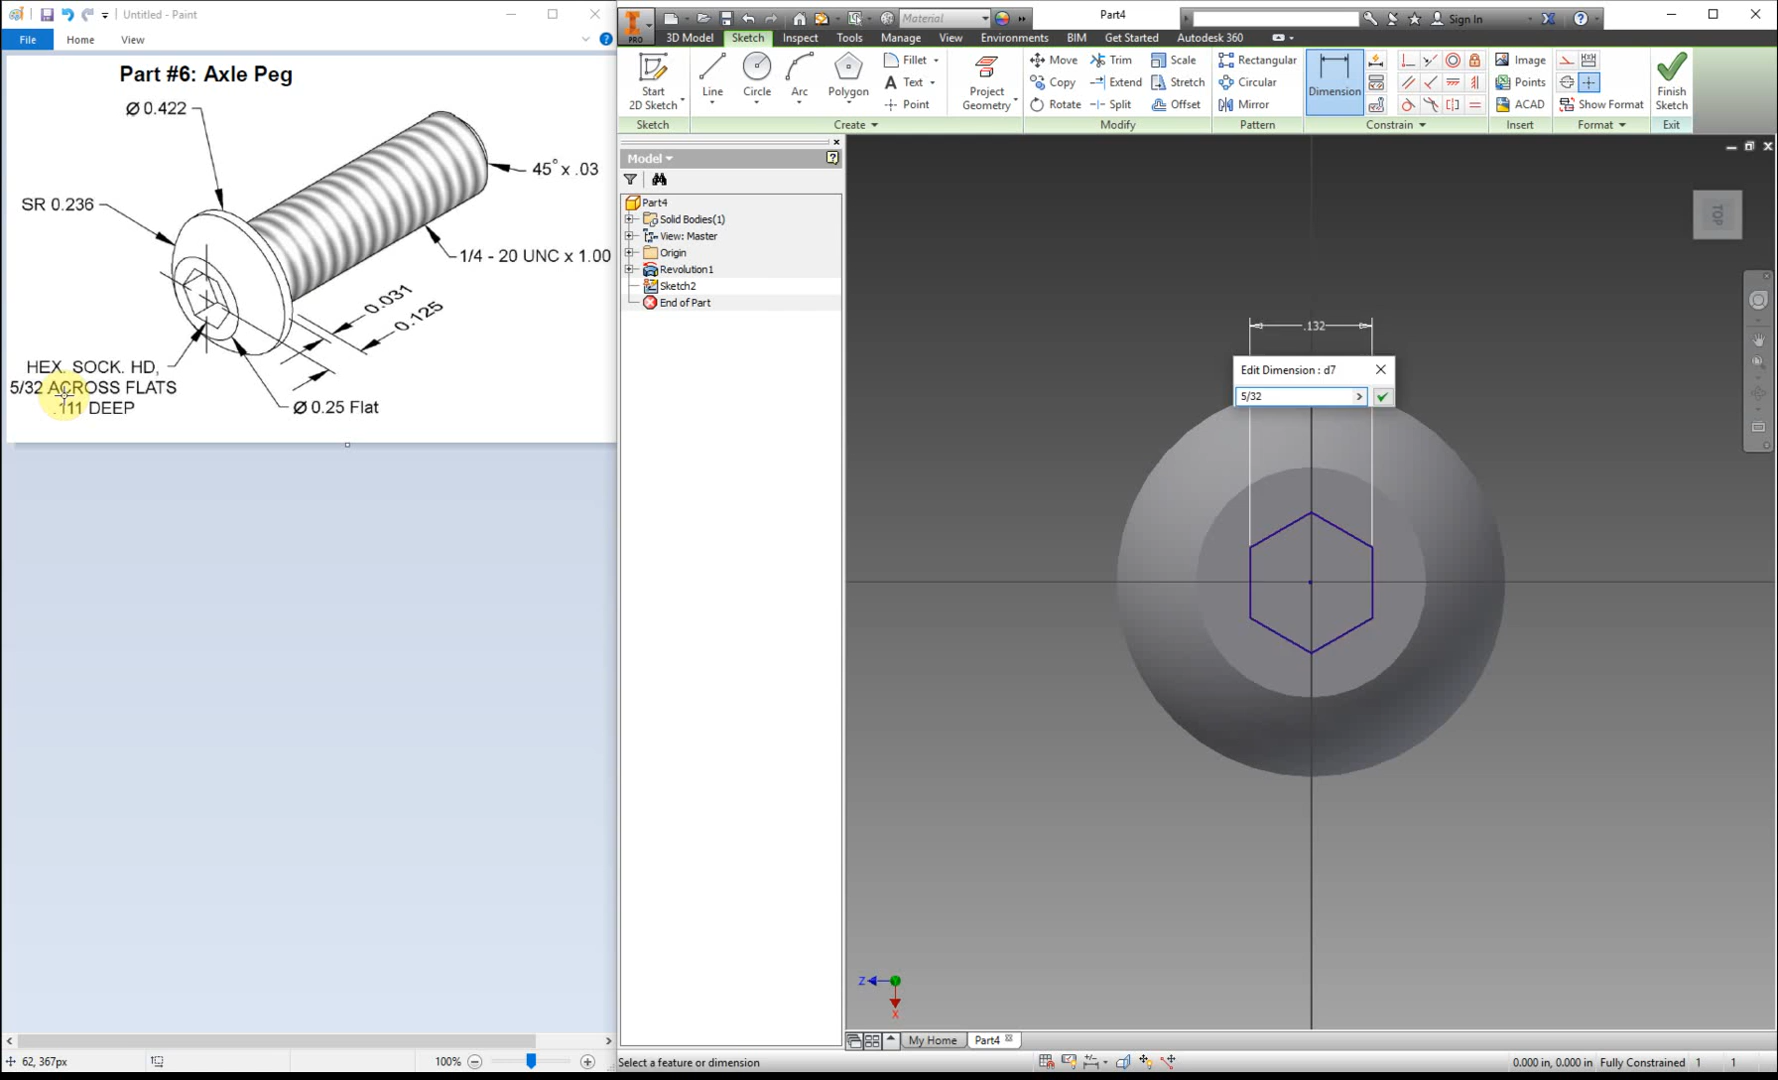 Untitled - Paint
File Home View
Part #6: Axle Peg
Ø 0.422
45° x .03
SR 0.236
1/4 - 20 UNC x 1.00
0.031
0.125
HEX. SOCK. HD,
5/32 ACROSS FLATS
.111 DEEP
Ø 0.25 Flat
62, 367px
100%
PRO
Material
Part4
Sign In
3D Model Sketch Inspect Tools Manage View Environments BIM Get Started Autodesk 360
Start
2D Sketch
Line
Circle
Arc
Fillet
Text
Point
Polygon
Project
Geometry
Move Trim Scale
Copy Extend Stretch
Rotate Split Offset
Rectangular
Circular
Mirror
Dimension
Image
Points
ACAD
Show Format
Finish
Sketch
Sketch Create Modify Pattern Constrain Insert Format Exit
Model
Part4
Solid Bodies(1)
View: Master
Origin
Revolution1
Sketch2
End of Part
TOP
.132
Edit Dimension : d7
5/32
Z
X
My Home Part4
Select a feature or dimension
0.000 in, 0.000 in Fully Constrained 1 1